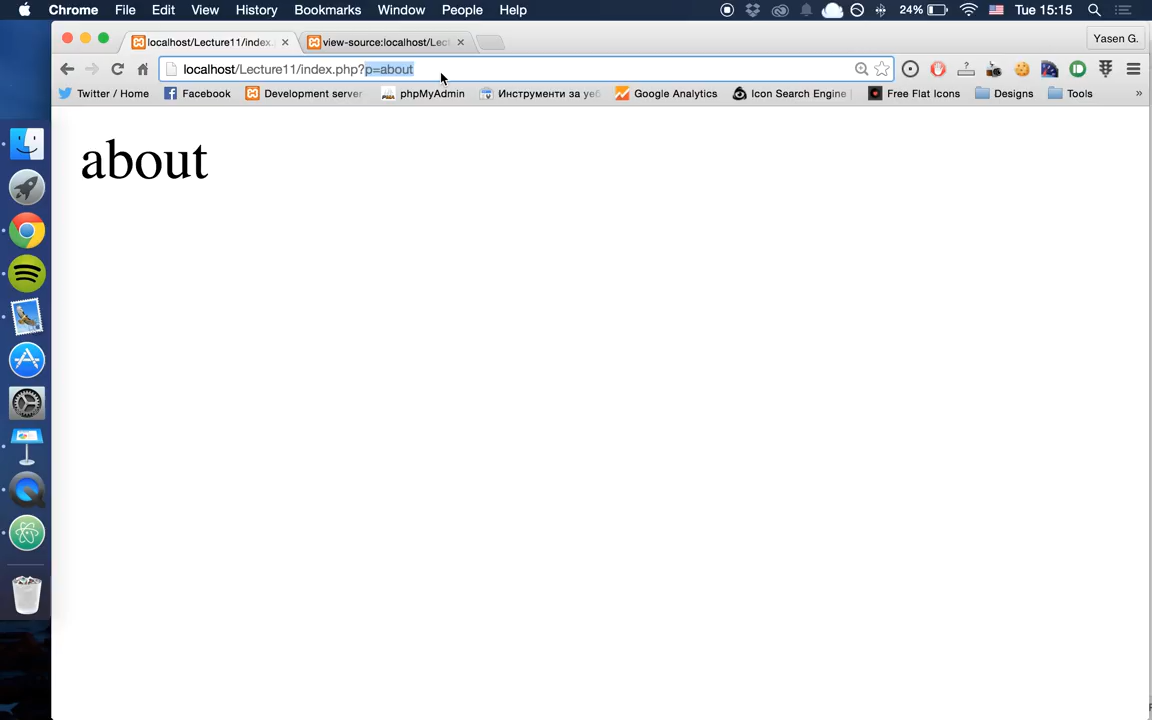 Chrome File Edit View History Bookmarks Window People Help 24% Tue 15:15
localhost/Lecture11/index. view-source:localhost/Lect Yasen G.
localhost/Lecture11/index.php?p=about
Twitter / Home Facebook Development server phpMyAdmin Инструменти за уеб Google Analytics Icon Search Engine Free Flat Icons Designs Tools »
about